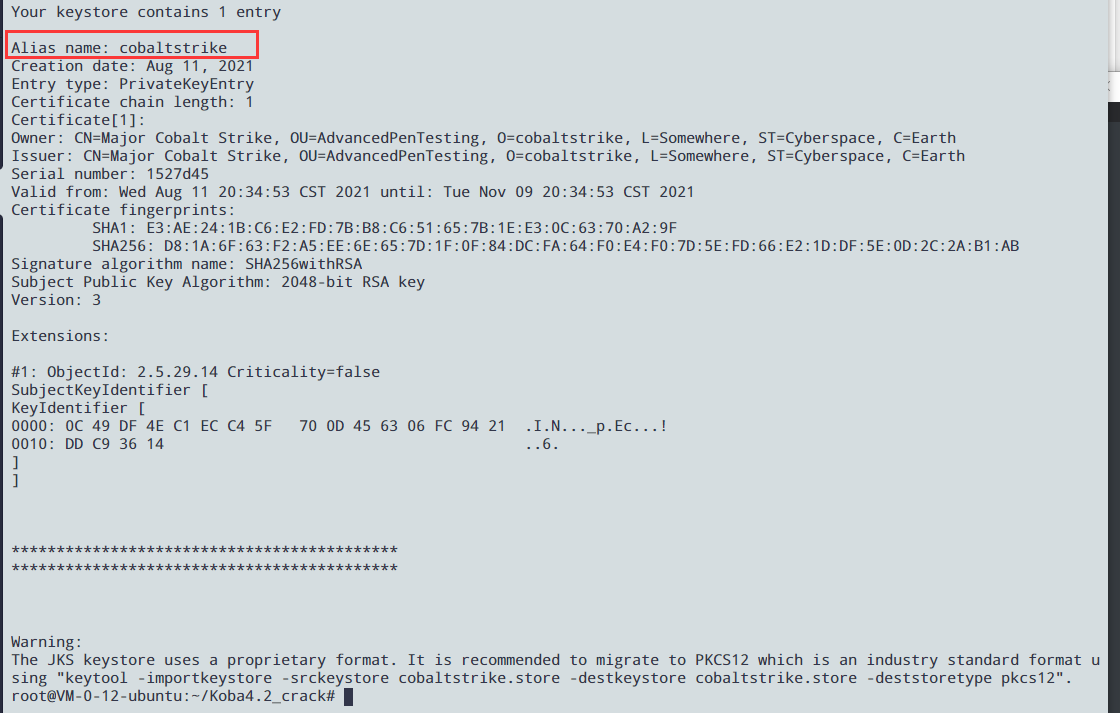 Your keystore contains 1 entry
Alias name: cobaltstrike
Creation date: Aug 11, 2021
Entry type: PrivateKeyEntry
Certificate chain length: 1
Certificate[1]:
Owner: CN=Major Cobalt Strike, OU=AdvancedPenTesting, O=cobaltstrike, L=Somewhere, ST=Cyberspace, C=Earth
Issuer: CN=Major Cobalt Strike, OU=AdvancedPenTesting, O=cobaltstrike, L=Somewhere, ST=Cyberspace, C=Earth
Serial number: 1527d45
Valid from: Wed Aug 11 20:34:53 CST 2021 until: Tue Nov 09 20:34:53 CST 2021
Certificate fingerprints:
SHA1: E3:AE:24:1B:C6:E2:FD:7B:B8:C6:51:65:7B:1E:E3:0C:63:70:A2:9F
SHA256: D8:1A:6F:63:F2:A5:EE:6E:65:7D:1F:0F:84:DC:FA:64:F0:E4:F0:7D:5E:FD:66:E2:1D:DF:5E:0D:2C:2A:B1:AB
Signature algorithm name: SHA256withRSA
Subject Public Key Algorithm: 2048-bit RSA key
Version: 3
Extensions:
#1: ObjectId: 2.5.29.14 Criticality=false
SubjectKeyIdentifier [
KeyIdentifier [
0000: 0C 49 DF 4E C1 EC C4 5F   70 0D 45 63 06 FC 94 21  .I.N..._p.Ec...!
0010: DD C9 36 14                                        ..6.
]
]
*******************************************
*******************************************
Warning:
The JKS keystore uses a proprietary format. It is recommended to migrate to PKCS12 which is an industry standard format u
sing "keytool -importkeystore -srckeystore cobaltstrike.store -destkeystore cobaltstrike.store -deststoretype pkcs12".
root@VM-0-12-ubuntu:~/Koba4.2_crack#